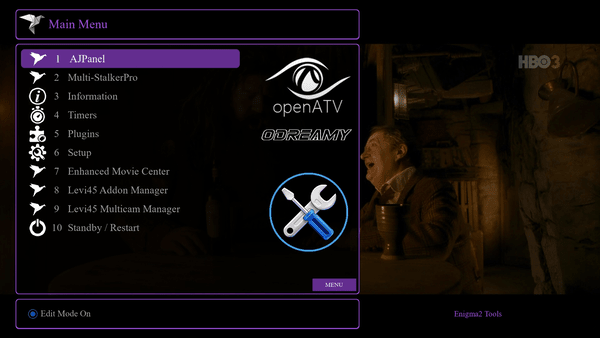 Main Menu
1 AJPanel
2 Multi-StalkerPro
3 Information
4 Timers
5 Plugins
6 Setup
7 Enhanced Movie Center
8 Levi45 Addon Manager
9 Levi45 Multicam Manager
10 Standby / Restart
openATV
ODREAMY
MENU
HBO3
Edit Mode On
Enigma2 Tools